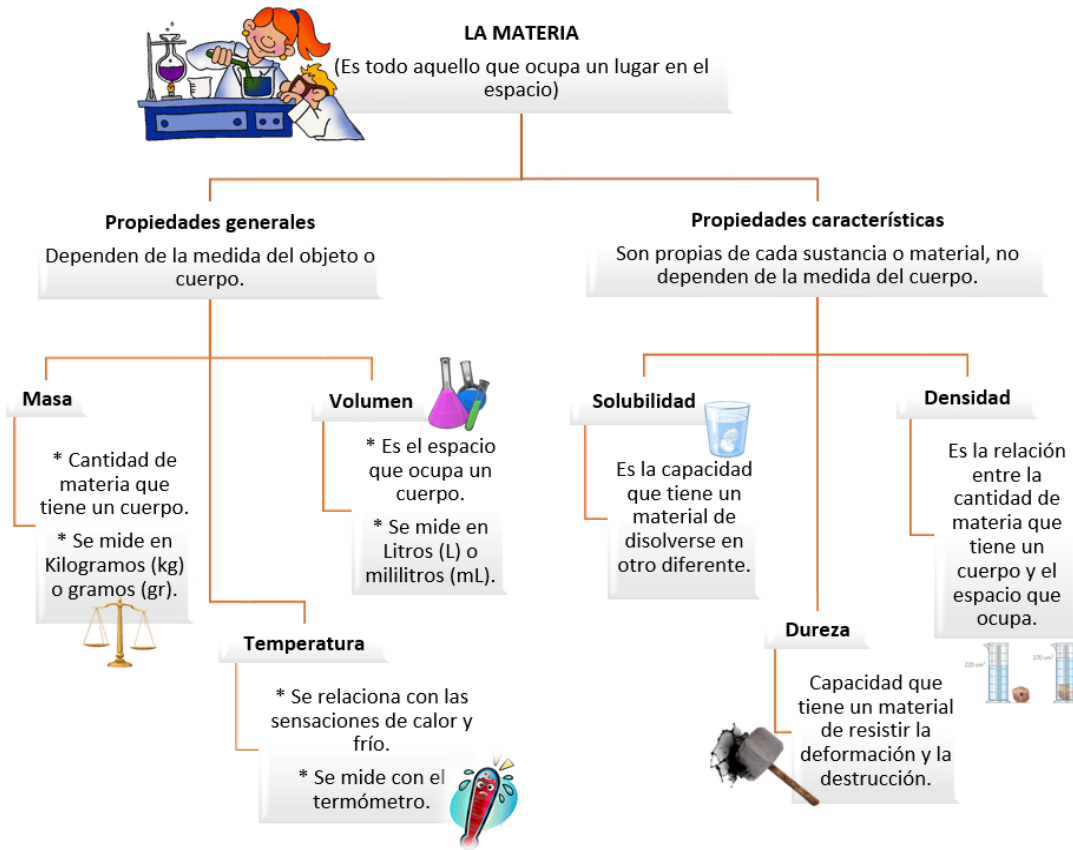 LA MATERIA
(Es todo aquello que ocupa un lugar en el
espacio)
Propiedades generales
Dependen de la medida del objeto o
cuerpo.
Propiedades características
Son propias de cada sustancia o material, no
dependen de la medida del cuerpo.
Masa
* Cantidad de
materia que
tiene un cuerpo.
* Se mide en
Kilogramos (kg)
o gramos (gr).
Volumen
* Es el espacio
que ocupa un
cuerpo.
* Se mide en
Litros (L) o
mililitros (mL).
Temperatura
* Se relaciona con las
sensaciones de calor y
frío.
* Se mide con el
termómetro.
Solubilidad
Es la capacidad
que tiene un
material de
disolverse en
otro diferente.
Densidad
Es la relación
entre la
cantidad de
materia que
tiene un
cuerpo y el
espacio que
ocupa.
220 cm³
270 cm³
Dureza
Capacidad que
tiene un material
de resistir la
deformación y la
destrucción.